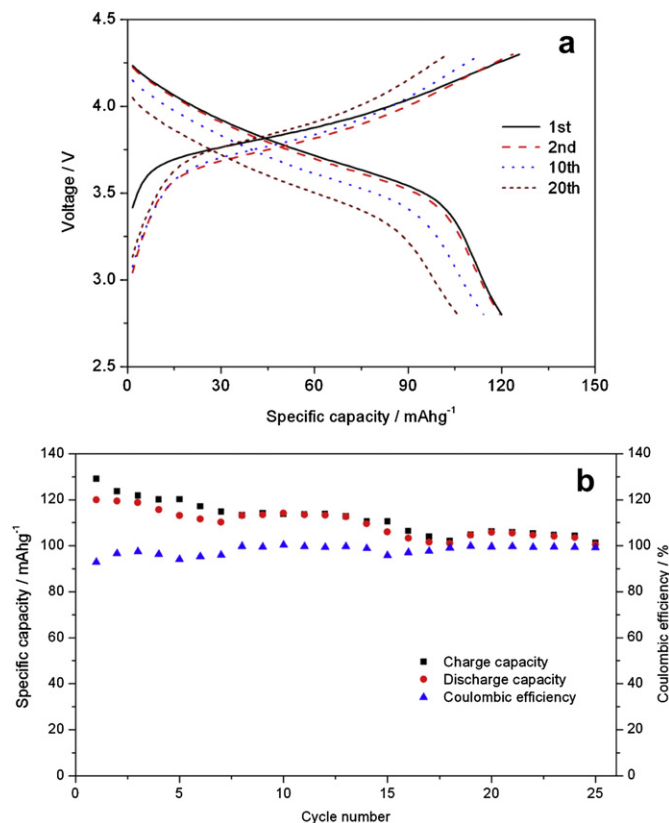 a
4.5
4.0
3.5
3.0
2.5
Voltage / V
1st
2nd
10th
20th
0 30 60 90 120 150
Specific capacity / mAhg⁻¹
b
140
120
100
80
60
40
20
0
Specific capacity / mAhg⁻¹
Charge capacity
Discharge capacity
Coulombic efficiency
140
120
100
80
60
40
20
0
Coulombic efficiency / %
0 5 10 15 20 25
Cycle number